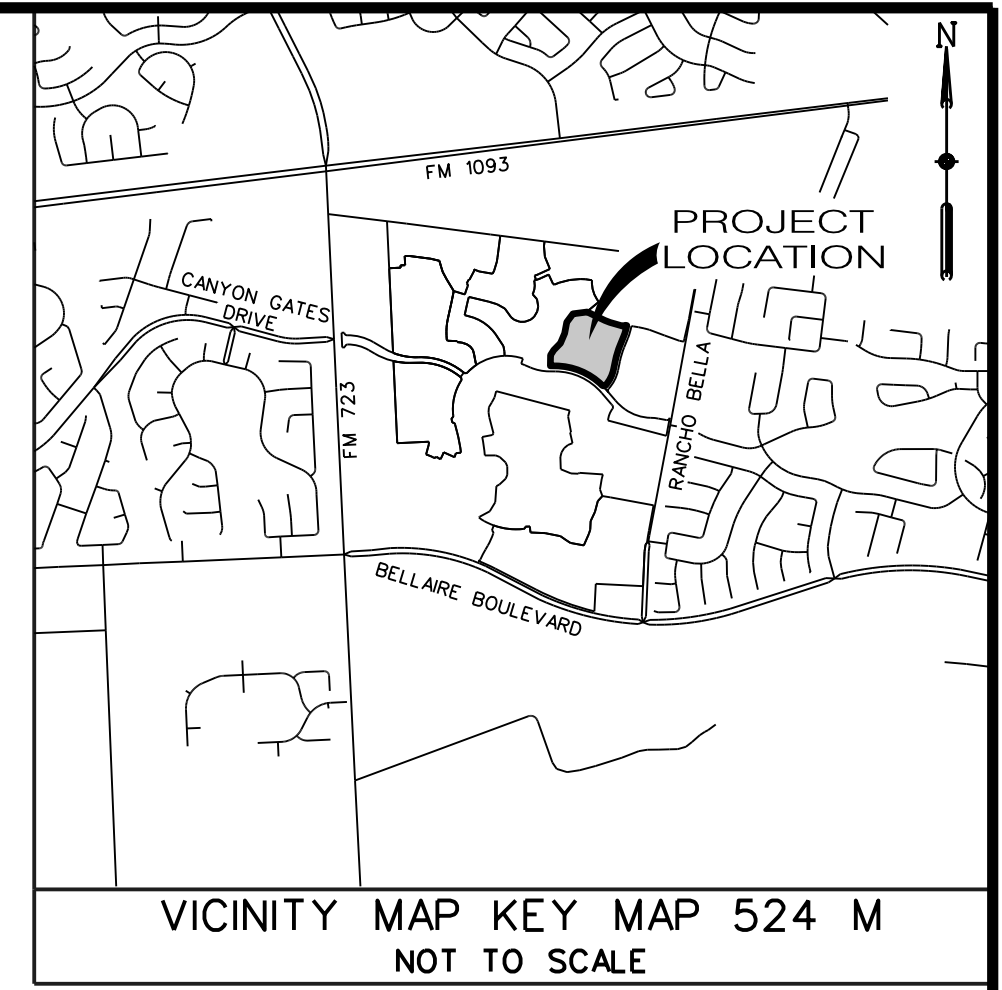 N
FM 1093
PROJECT
LOCATION
CANYON GATES
DRIVE
FM 723
RANCHO BELLA
BELLAIRE BOULEVARD
VICINITY MAP KEY MAP 524 M
NOT TO SCALE